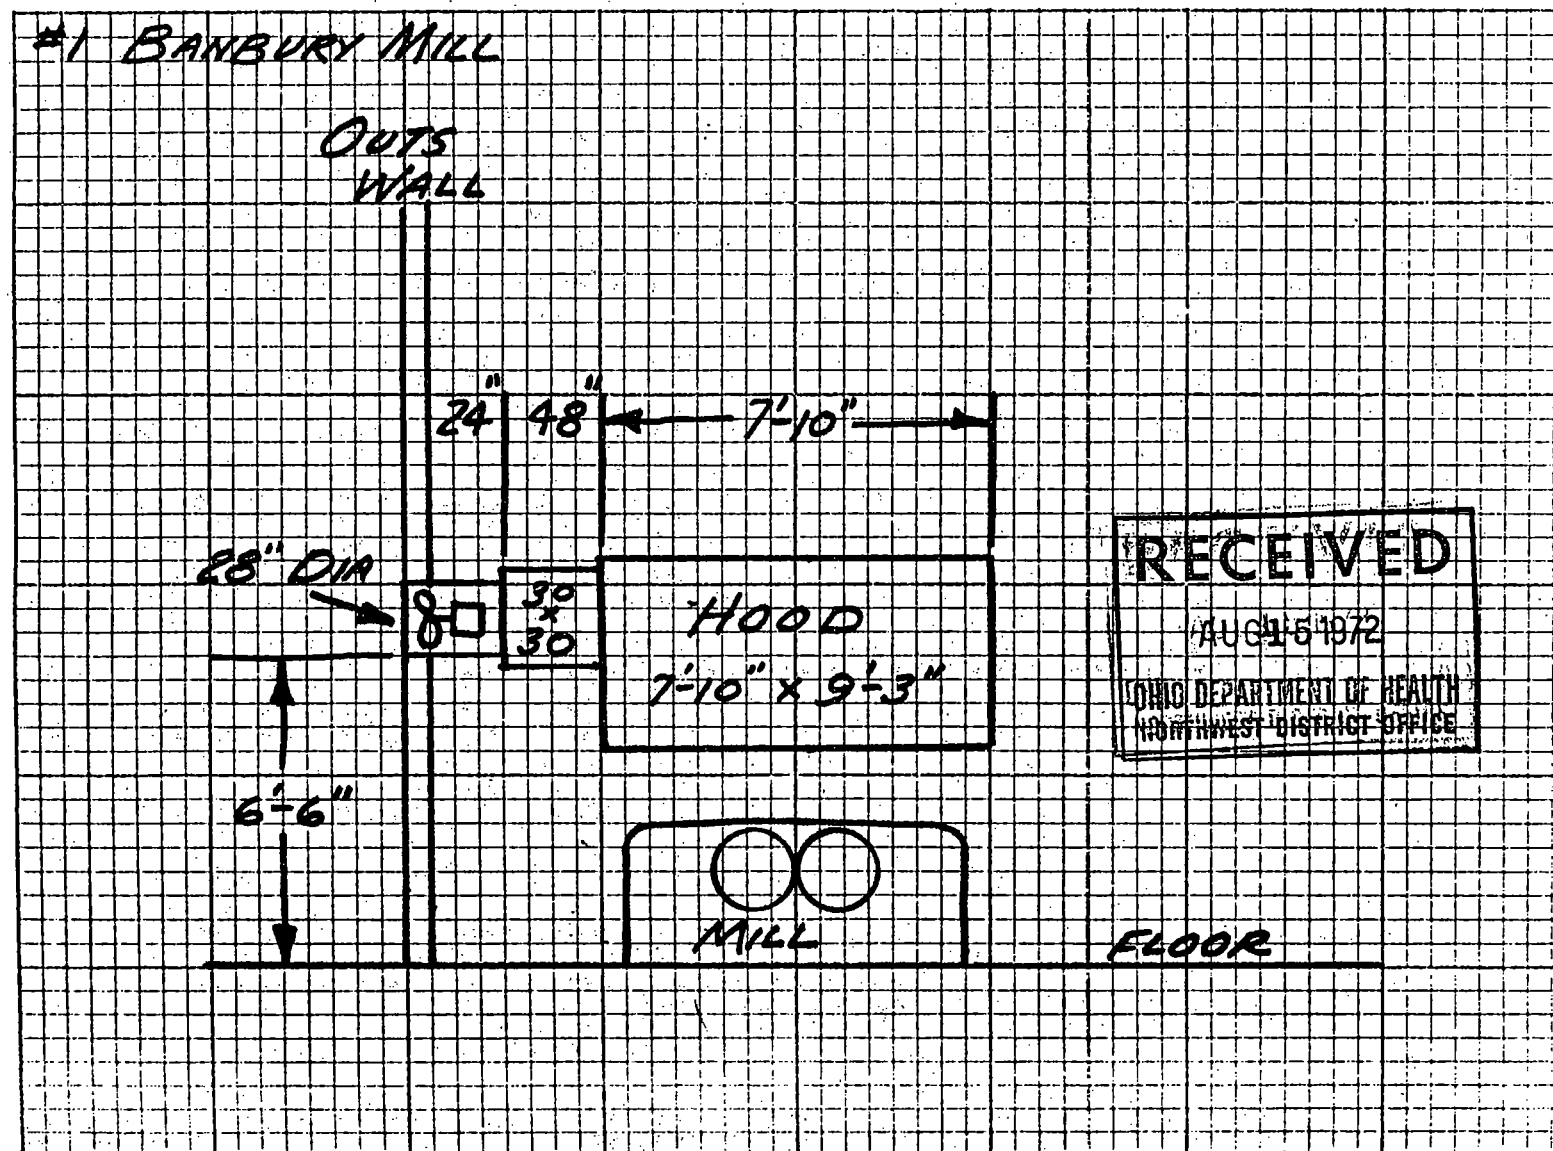 #1 BANBURY MILL
OUTS
WALL
24" 48" 7'-10"
28" DIA
30
x
30
HOOD
7'-10" x 9'-3"
6'-6"
MILL
FLOOR
RECEIVED
AUG 1972
OHIO DEPARTMENT OF HEALTH
NORTHWEST DISTRICT OFFICE